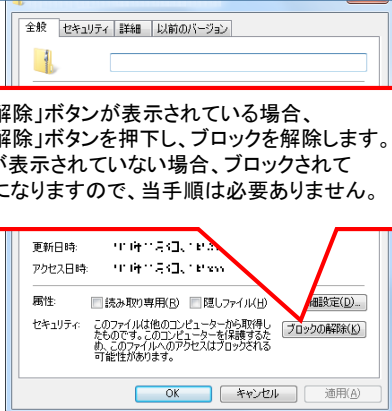 全般 セキュリティ 詳細 以前のバージョン
解除」ボタンが表示されている場合、
解除」ボタンを押下し、ブロックを解除します。
が表示されていない場合、ブロックされて
になりますので、当手順は必要ありません。
更新日時:
アクセス日時:
属性: 読み取り専用(R) 隠しファイル(H) 細設定(D)...
セキュリティ: このファイルは他のコンピューターから取得し
たものです。このコンピューターを保護するた
め、このファイルへのアクセスはブロックされる
可能性があります。
ブロックの解除(K)
OK キャンセル 適用(A)